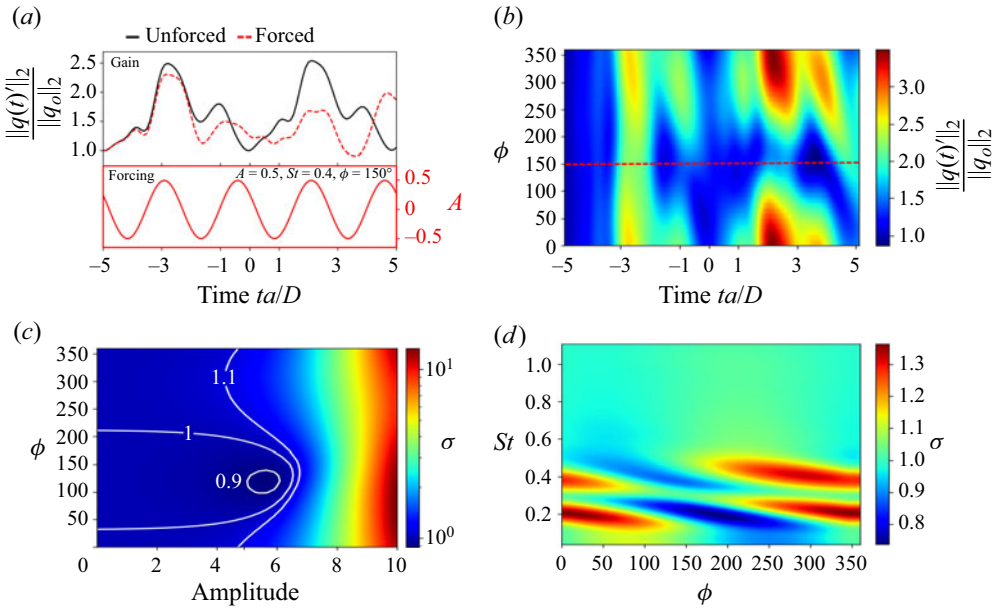 (a)
Unforced Forced
Gain
||q(t)′||2
||qo||2
2.5
2.0
1.5
1.0
Forcing
A = 0.5, St = 0.4, ϕ = 150°
0.5
0
−0.5
A
−5 −3 −1 0 1 3 5
Time ta/D
(b)
ϕ
350
300
250
200
150
100
50
0
−5 −3 −1 0 1 3 5
Time ta/D
3.5
3.0
2.5
2.0
1.5
1.0
||q(t)′||2
||qo||2
(c)
ϕ
350
300
250
200
150
100
50
1.1
1
0.9
0 2 4 6 8 10
Amplitude
10¹
σ
10⁰
(d)
St
1.0
0.8
0.6
0.4
0.2
0 50 100 150 200 250 300 350
ϕ
1.3
1.2
1.1
1.0
0.9
0.8
σ